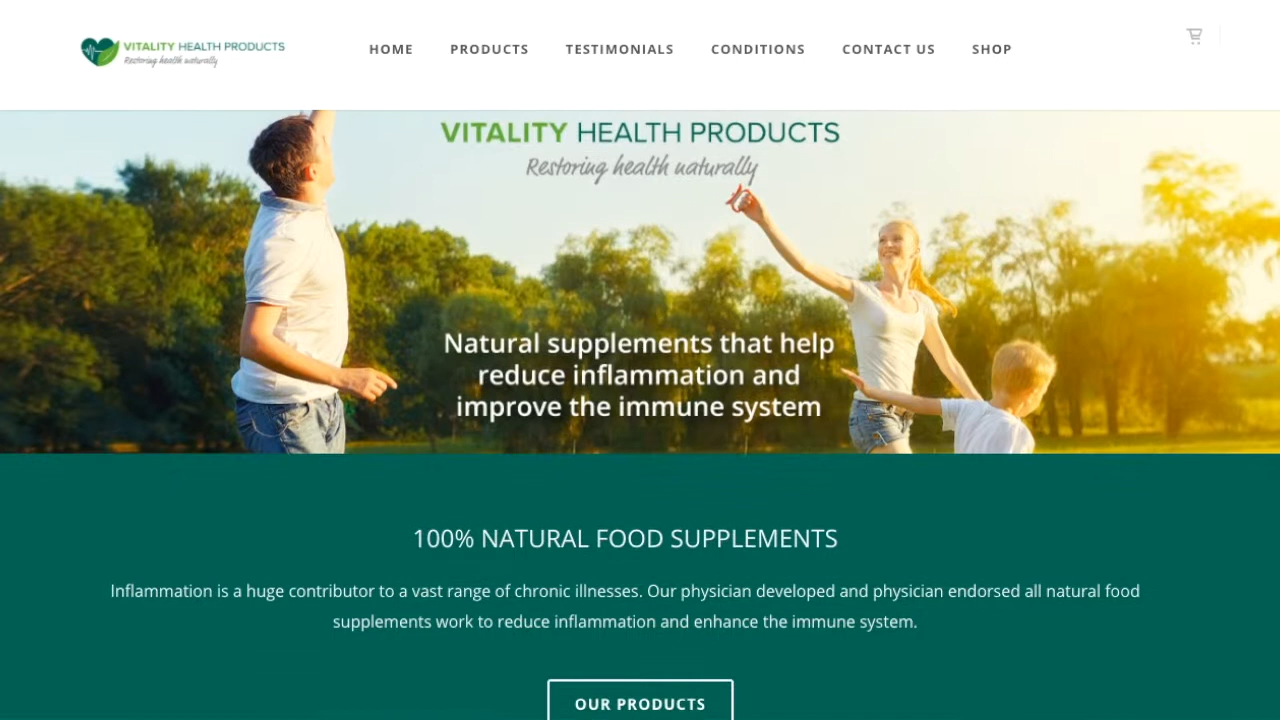 VITALITY HEALTH PRODUCTS
Restoring health naturally
HOME PRODUCTS TESTIMONIALS CONDITIONS CONTACT US SHOP
VITALITY HEALTH PRODUCTS
Restoring health naturally
Natural supplements that help
reduce inflammation and
improve the immune system
100% NATURAL FOOD SUPPLEMENTS
Inflammation is a huge contributor to a vast range of chronic illnesses. Our physician developed and physician endorsed all natural food
supplements work to reduce inflammation and enhance the immune system.
OUR PRODUCTS